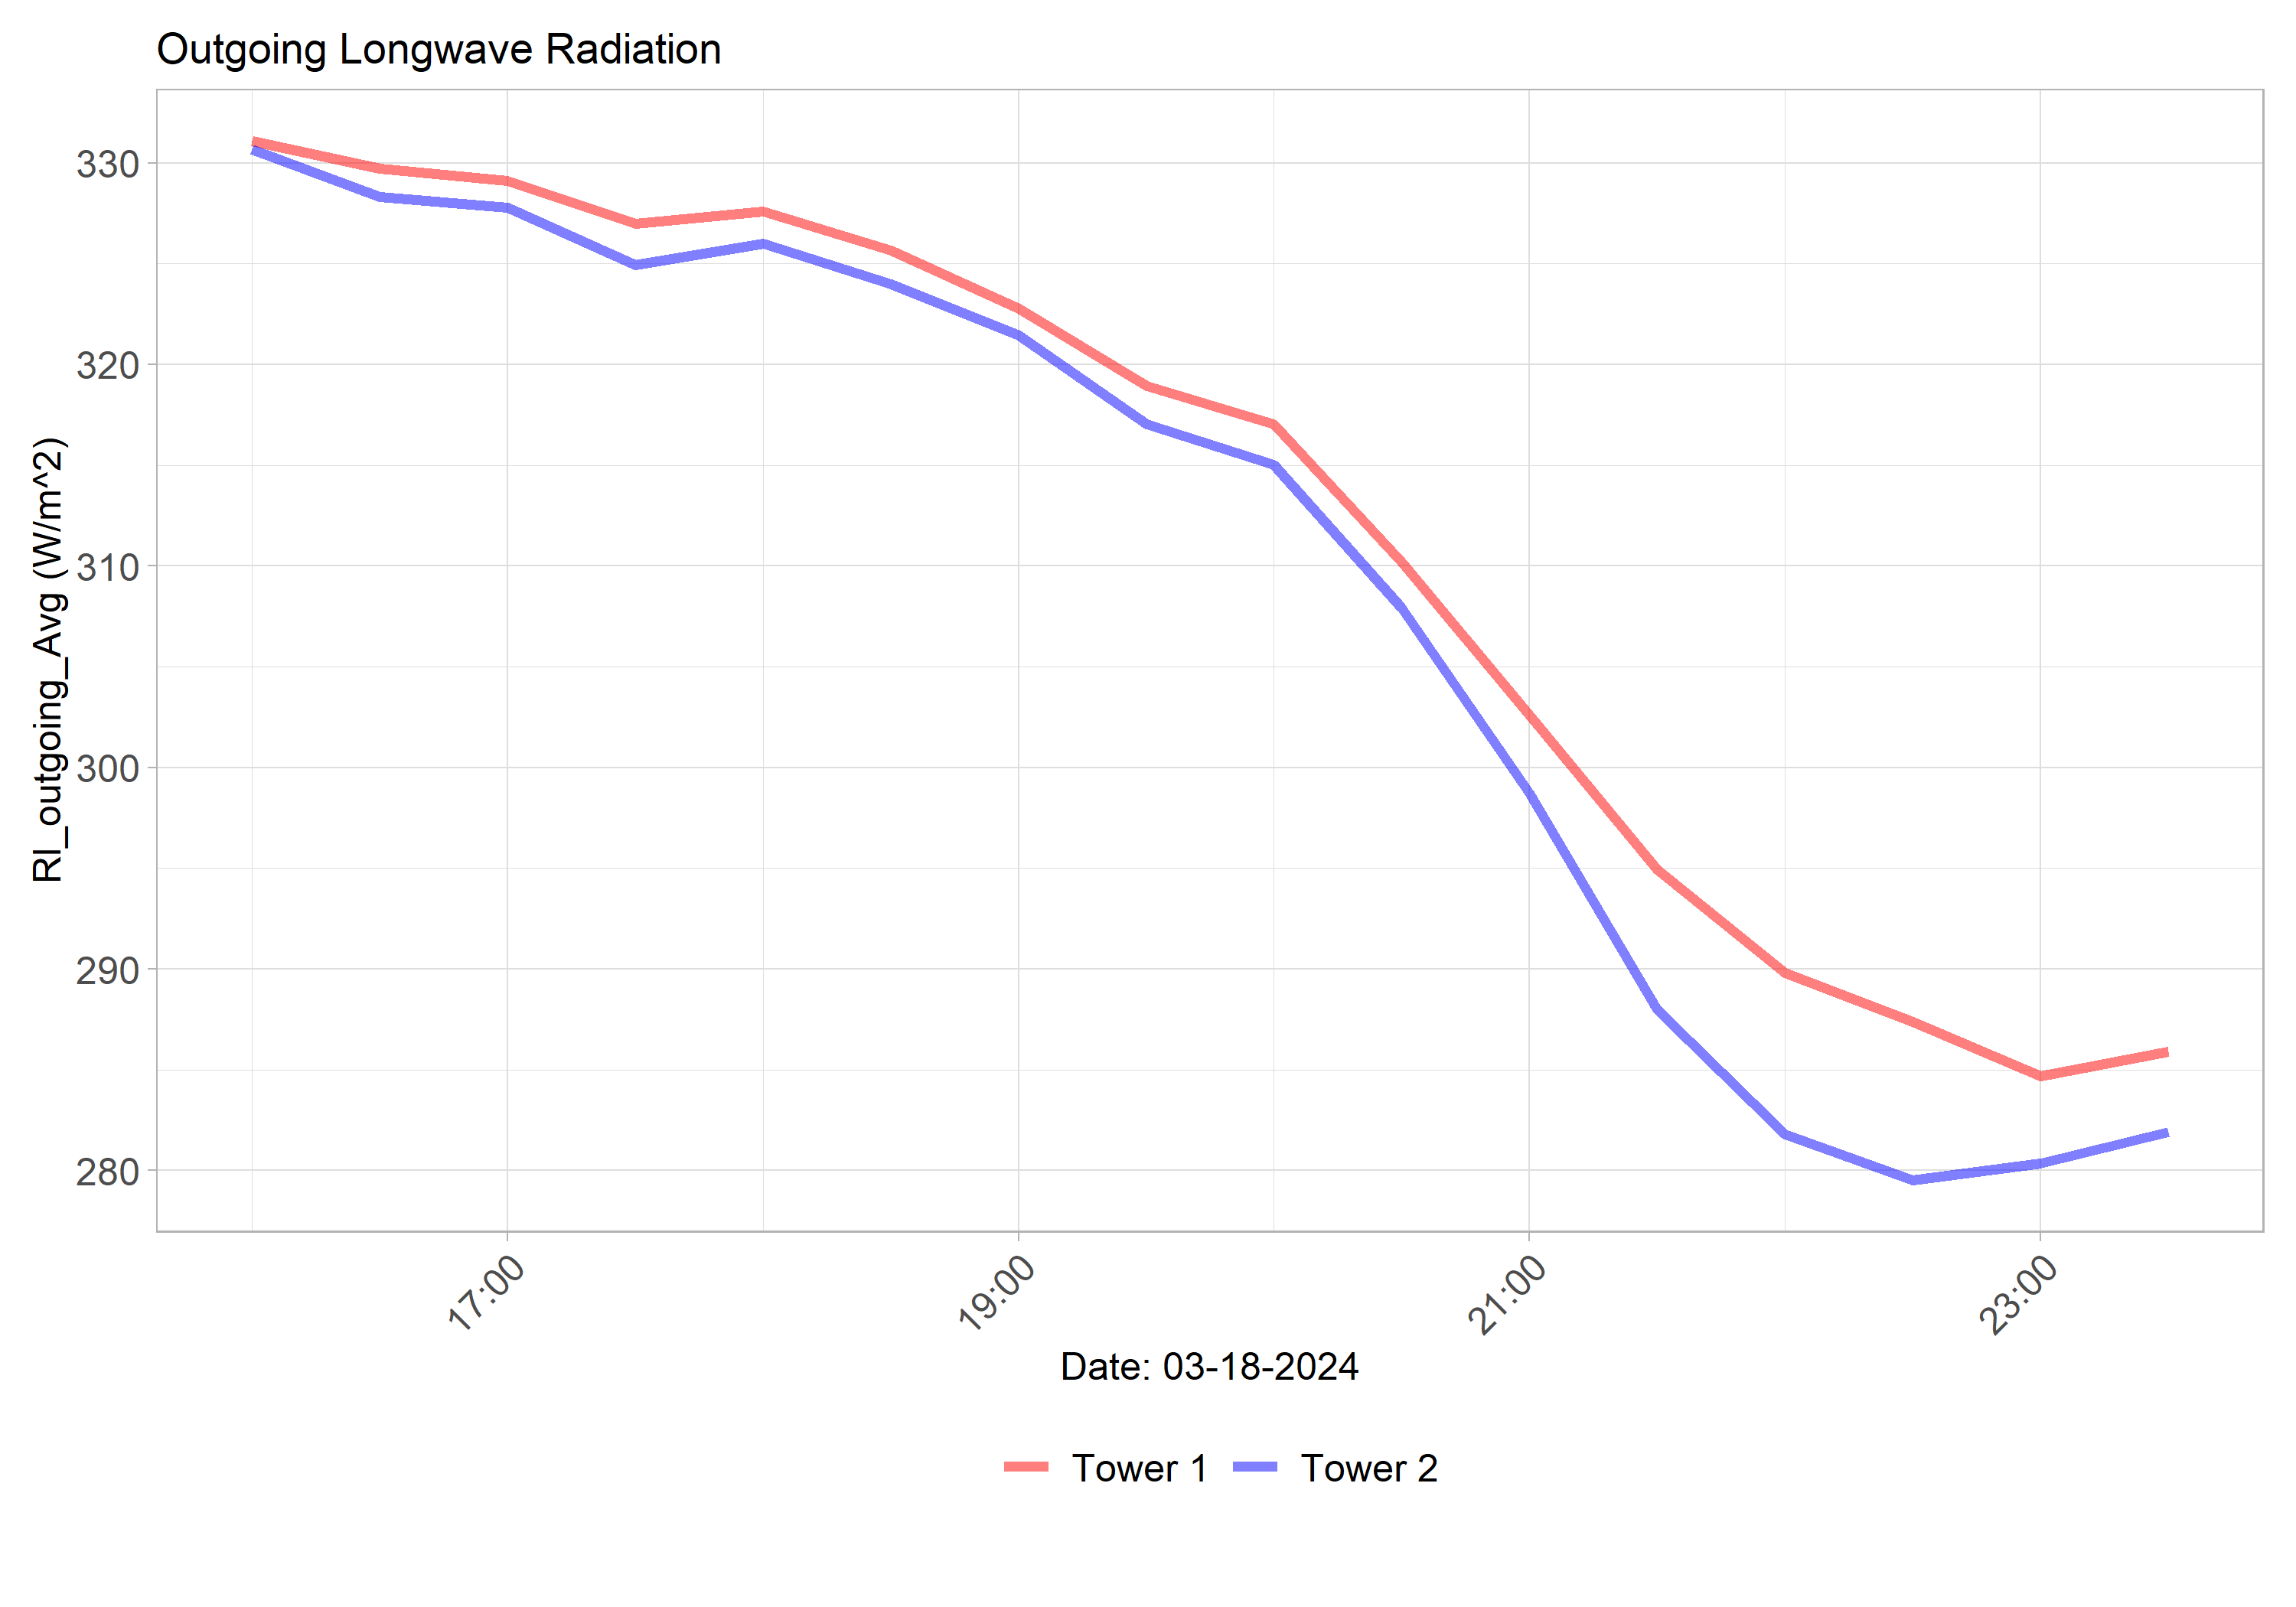 Outgoing Longwave Radiation
Rl_outgoing_Avg (W/m^2)
330
320
310
300
290
280
17:00
19:00
21:00
23:00
Date: 03-18-2024
Tower 1
Tower 2